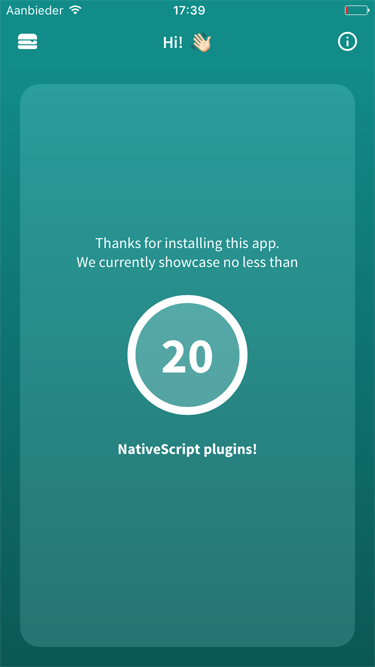 Aanbieder 17:39
Hi! 👋🏻
Thanks for installing this app.
We currently showcase no less than
20
NativeScript plugins!